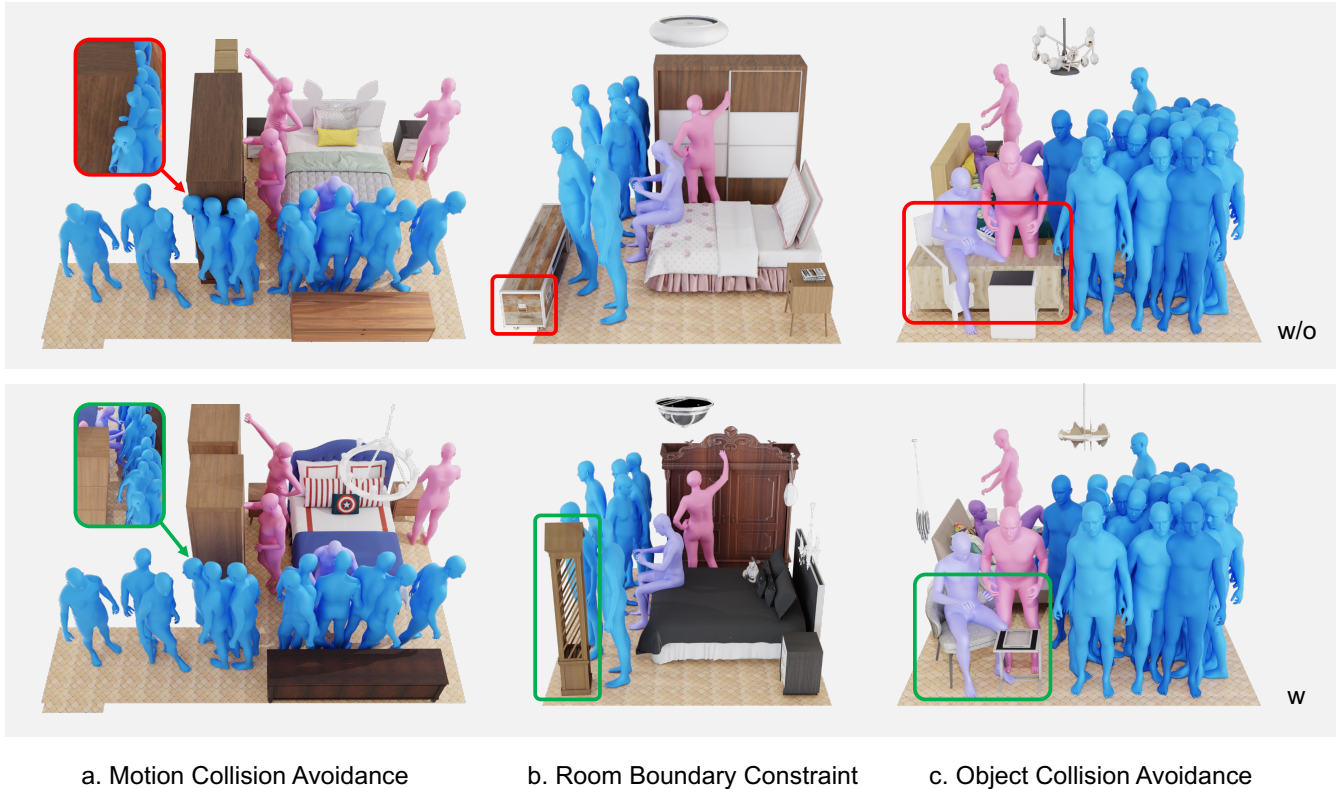 w/o
w
a. Motion Collision Avoidance
b. Room Boundary Constraint
c. Object Collision Avoidance